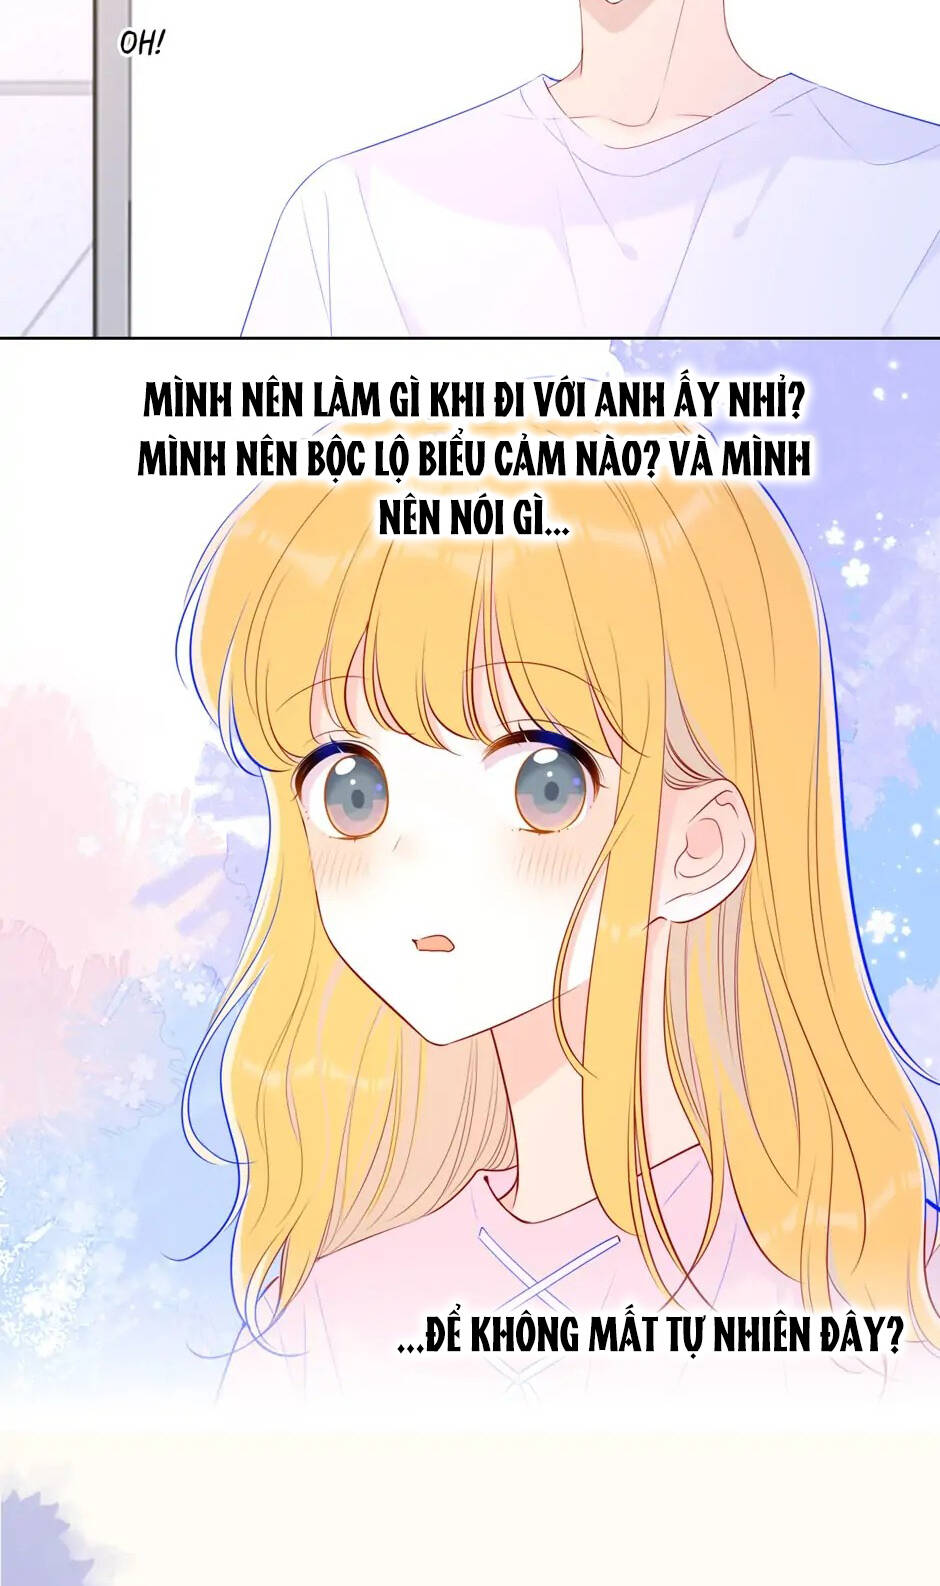 OH!
MÌNH NÊN LÀM GÌ KHI ĐI VỚI ANH ẤY NHỈ?
MÌNH NÊN BỘC LỘ BIỂU CẢM NÀO? VÀ MÌNH
NÊN NÓI GÌ...
...ĐỂ KHÔNG MẤT TỰ NHIÊN ĐÂY?